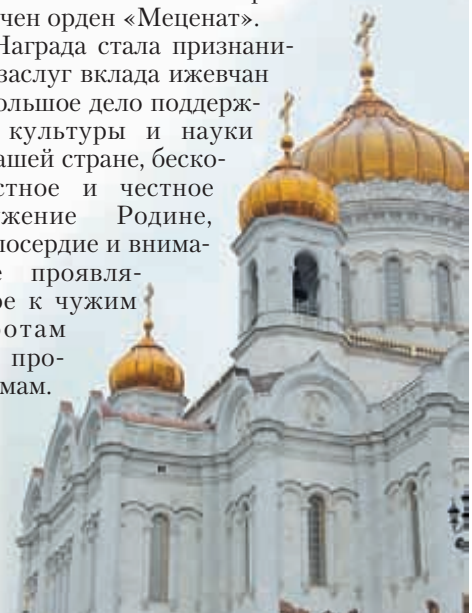 чен орден «Меценат».
Награда стала признани-
заслуг вклада ижевчан
ольшое дело поддерж-
культуры и науки
ашей стране, беско-
стное и честное
жение Родине,
лосердие и внима-
е проявля-
ое к чужим
отам
про-
мам.